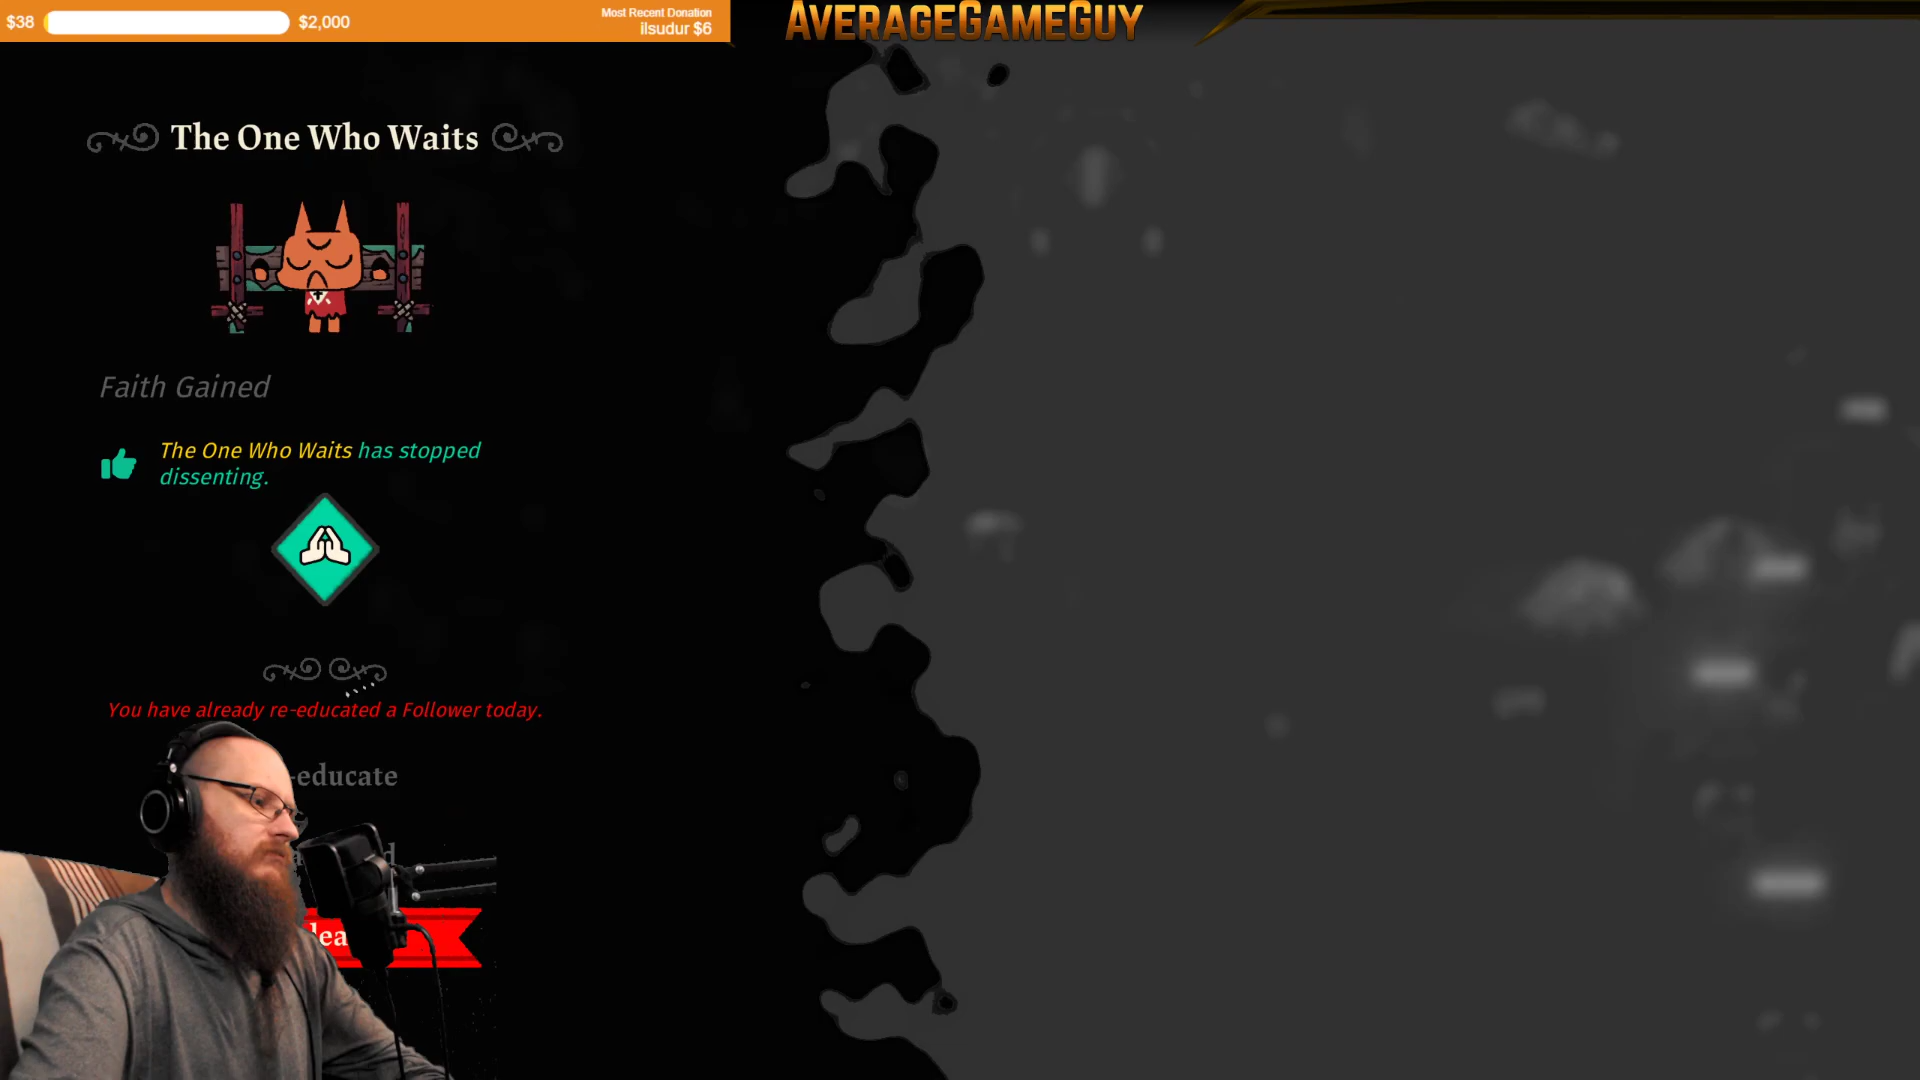 $38
$2,000
Most Recent Donation
ilsudur $6
AverageGameGuy
The One Who Waits
Faith Gained
The One Who Waits has stopped
dissenting.
You have already re-educated a Follower today.
-educate
lea